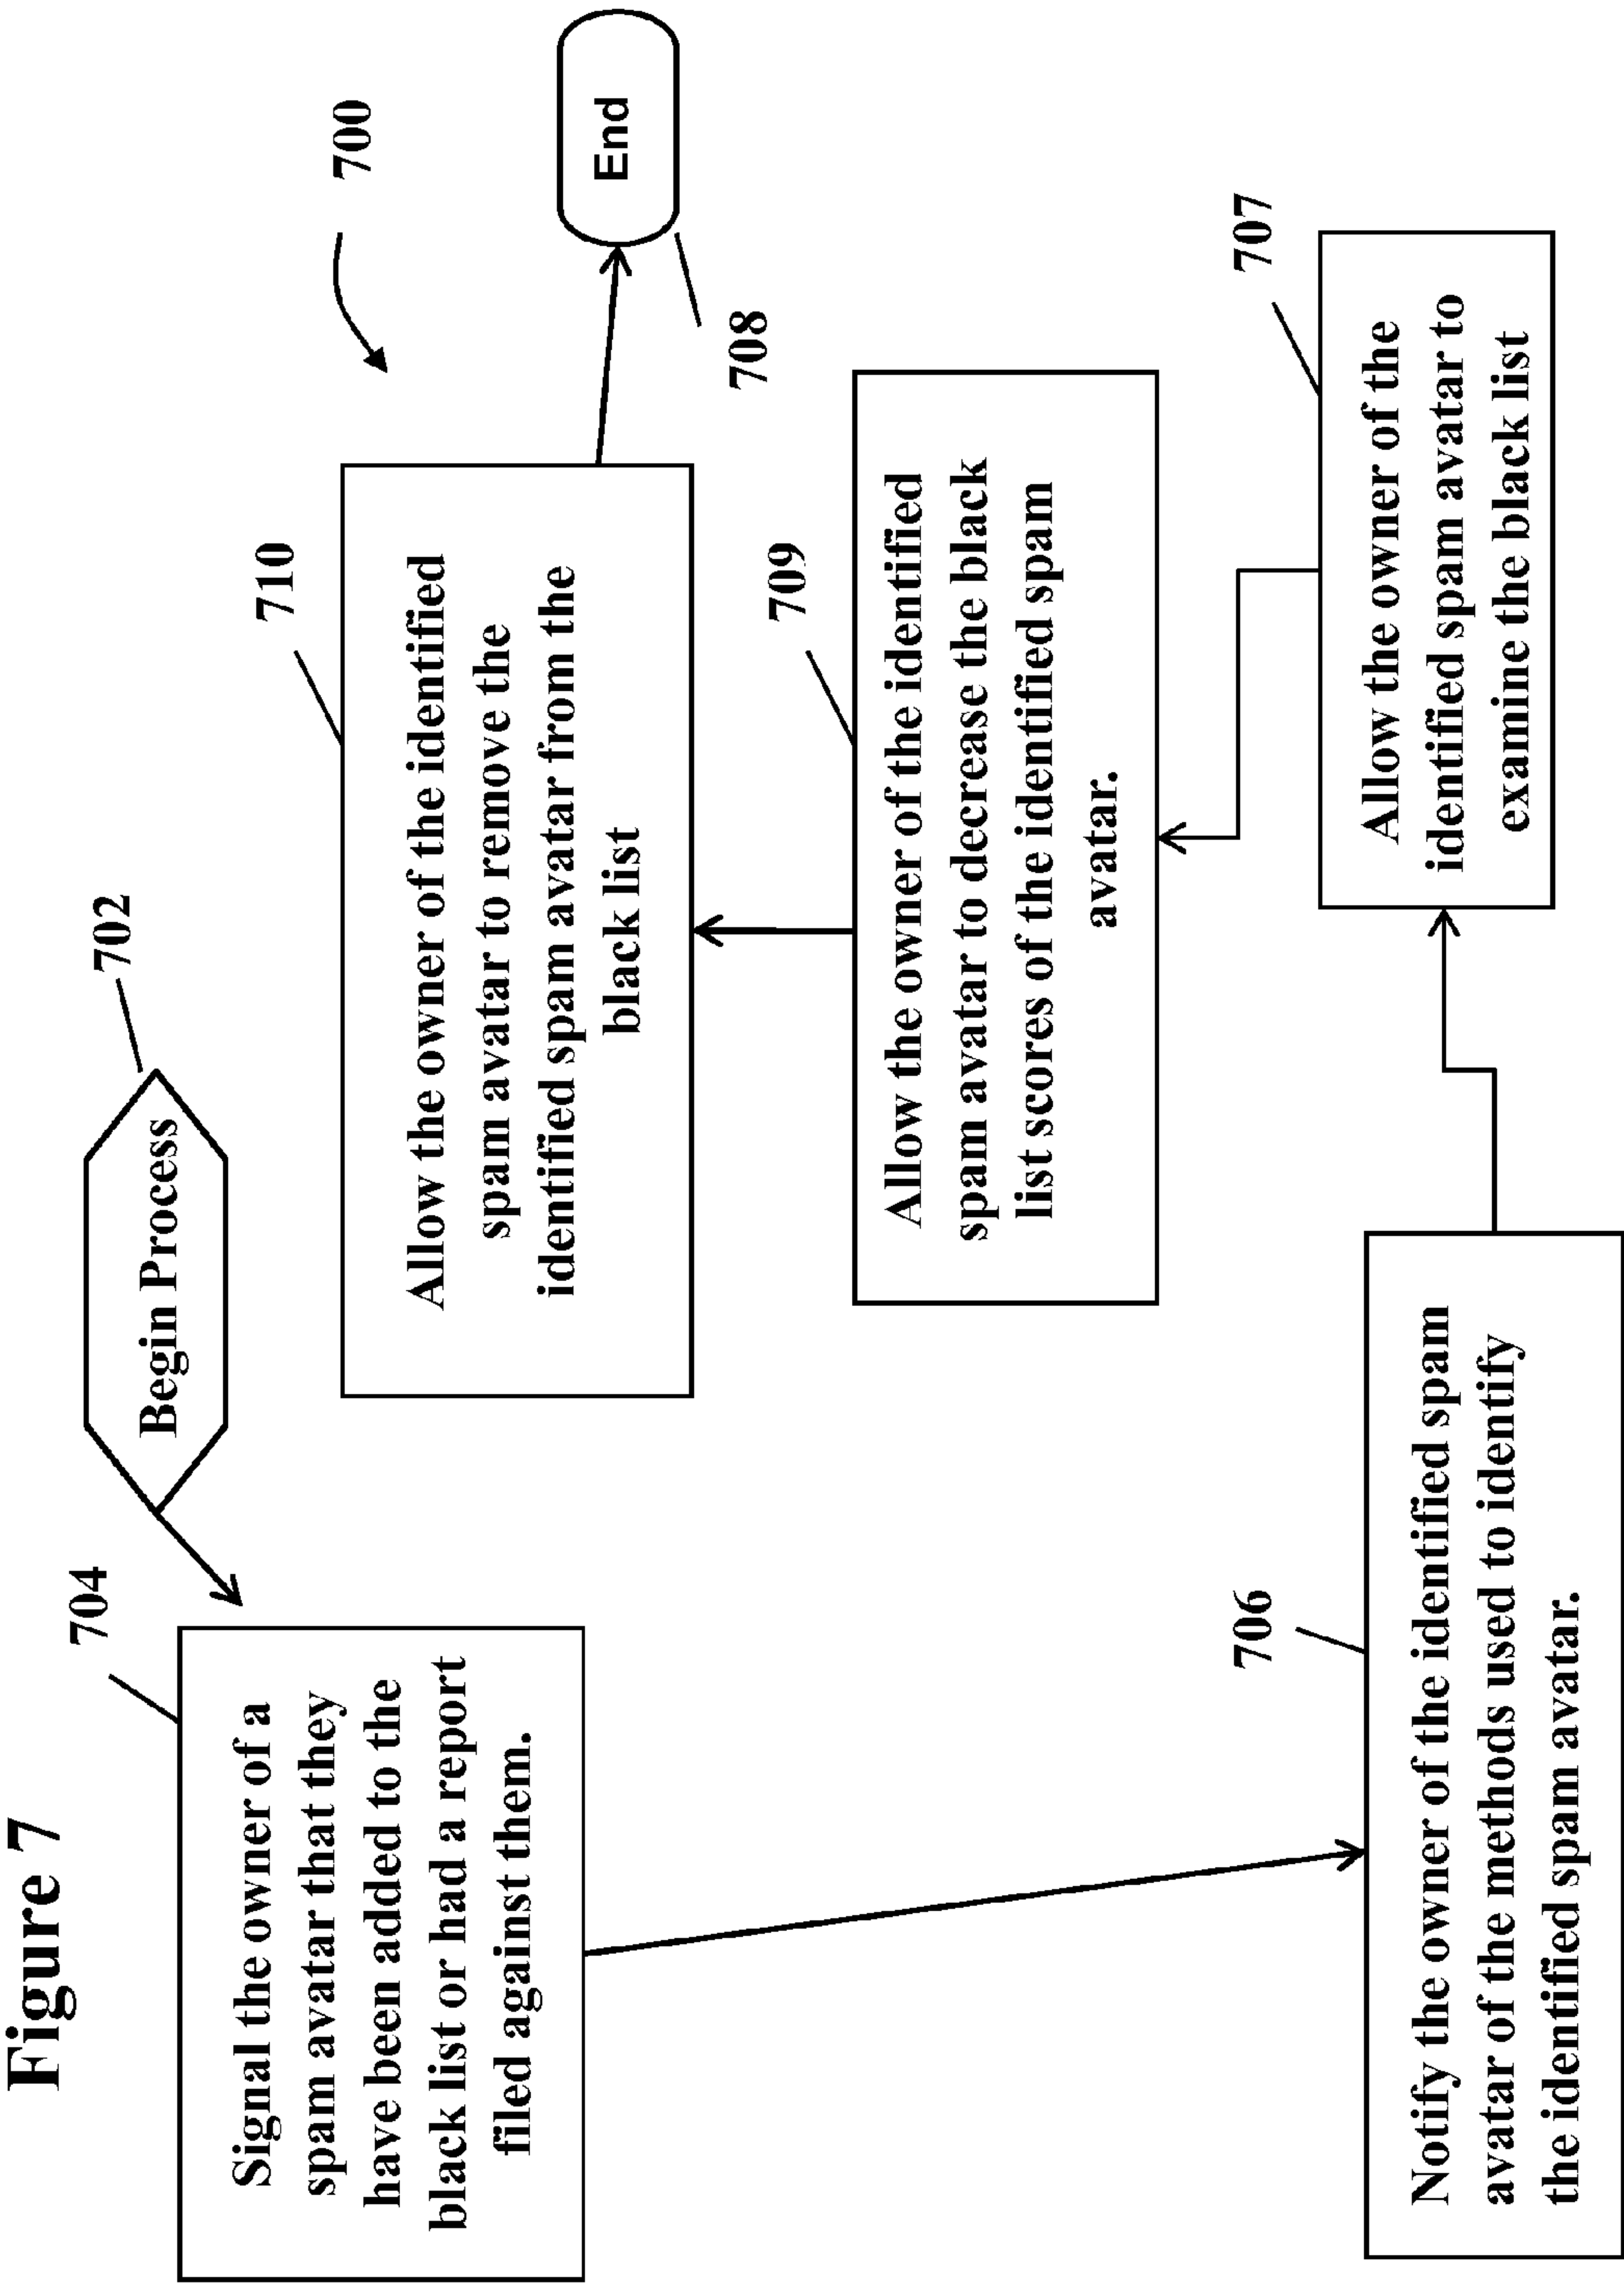 Figure 7
702
Begin Process
700
704
Signal the owner of a
spam avatar that they
have been added to the
black list or had a report
filed against them.
710
Allow the owner of the identified
spam avatar to remove the
identified spam avatar from the
black list
End
708
709
Allow the owner of the identified
spam avatar to decrease the black
list scores of the identified spam
avatar.
706
Notify the owner of the identified spam
avatar of the methods used to identify
the identified spam avatar.
707
Allow the owner of the
identified spam avatar to
examine the black list